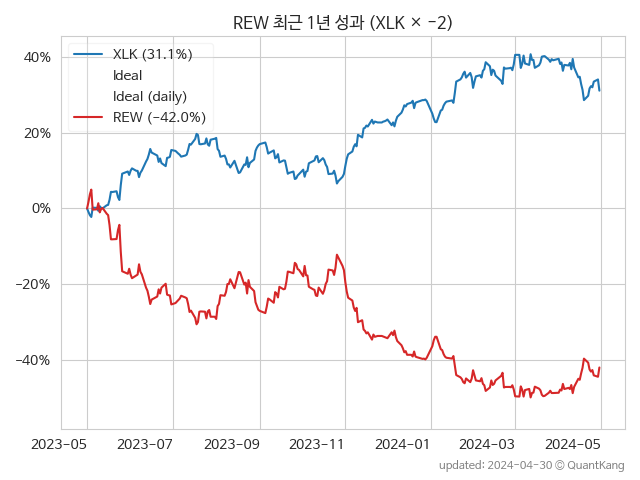 REW 최근 1년 성과 (XLK × −2)
40%
20%
0%
−20%
−40%
XLK (31.1%)
Ideal
Ideal (daily)
REW (−42.0%)
2023−05
2023−07
2023−09
2023−11
2024−01
2024−03
2024−05
updated: 2024-04-30 © QuantKang